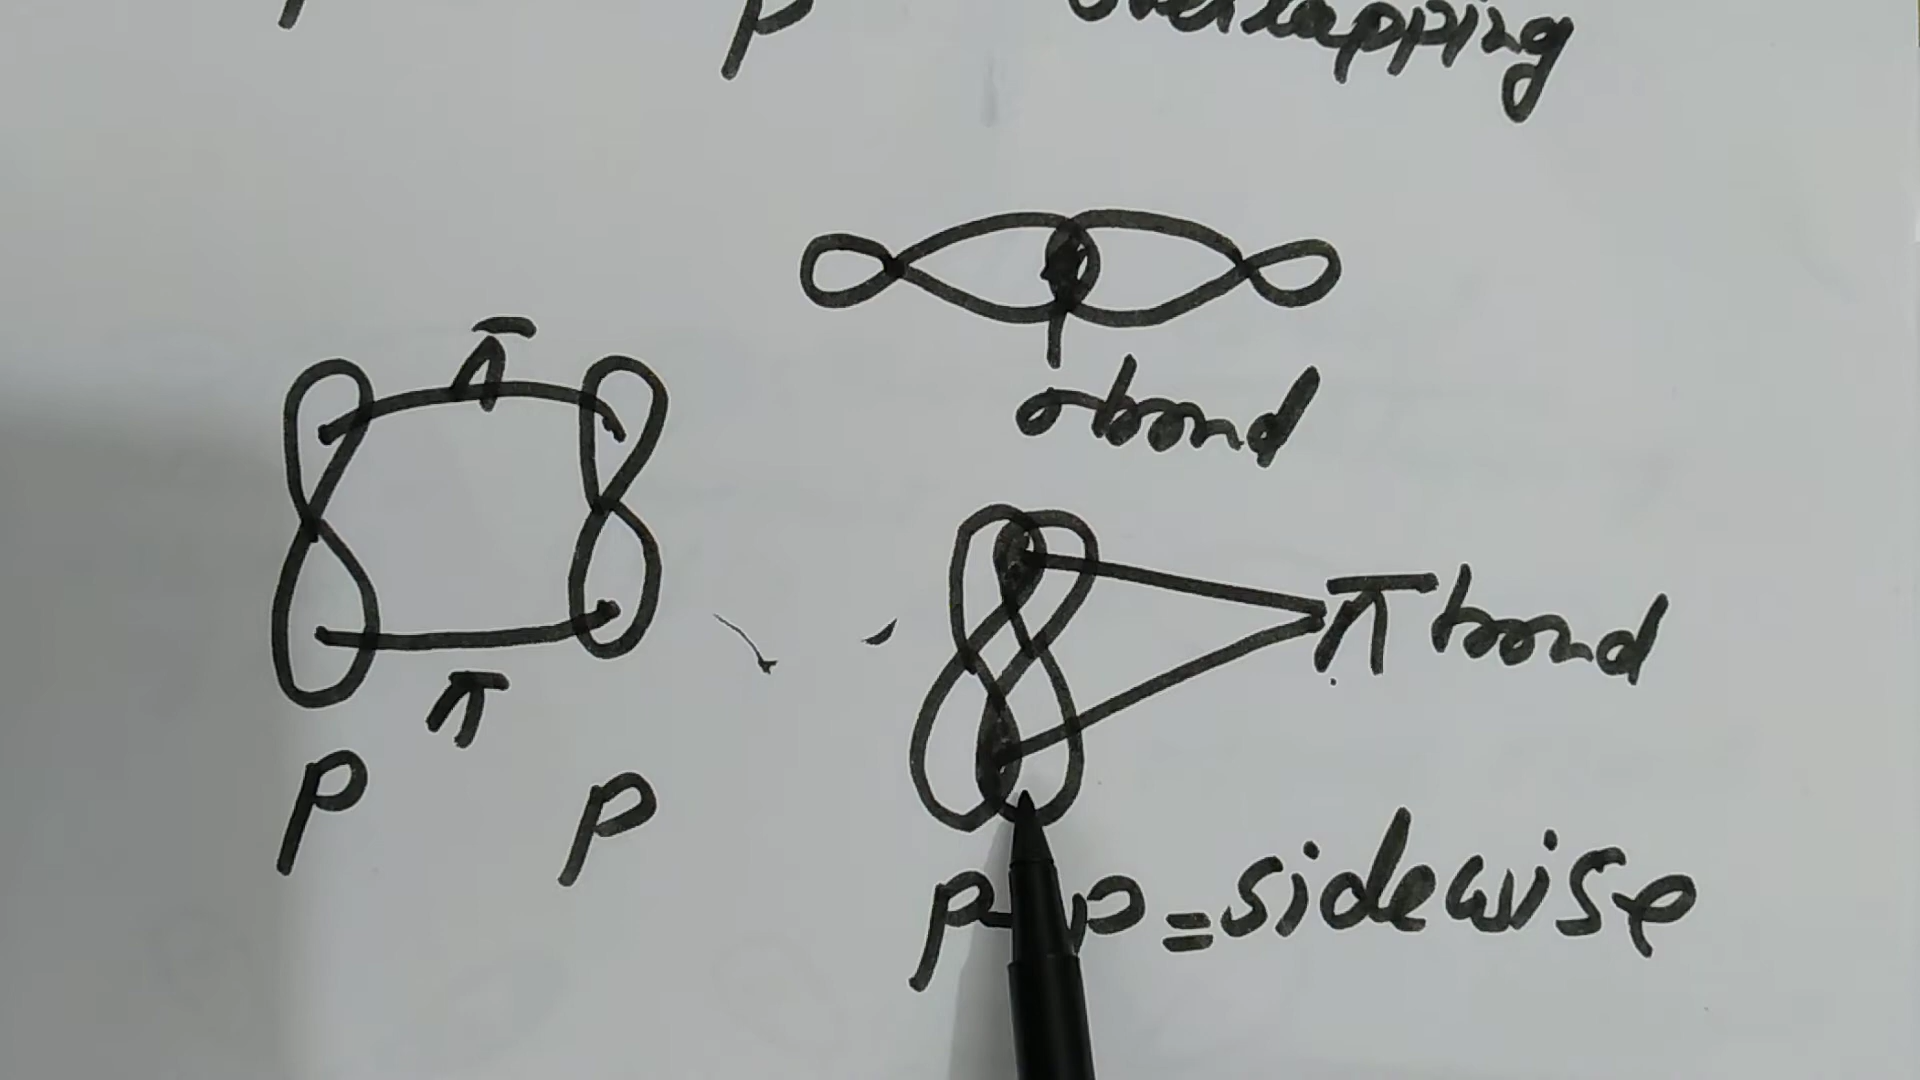 p overlapping
σ bond
π
π bond
π
p p
p-p = sidewise